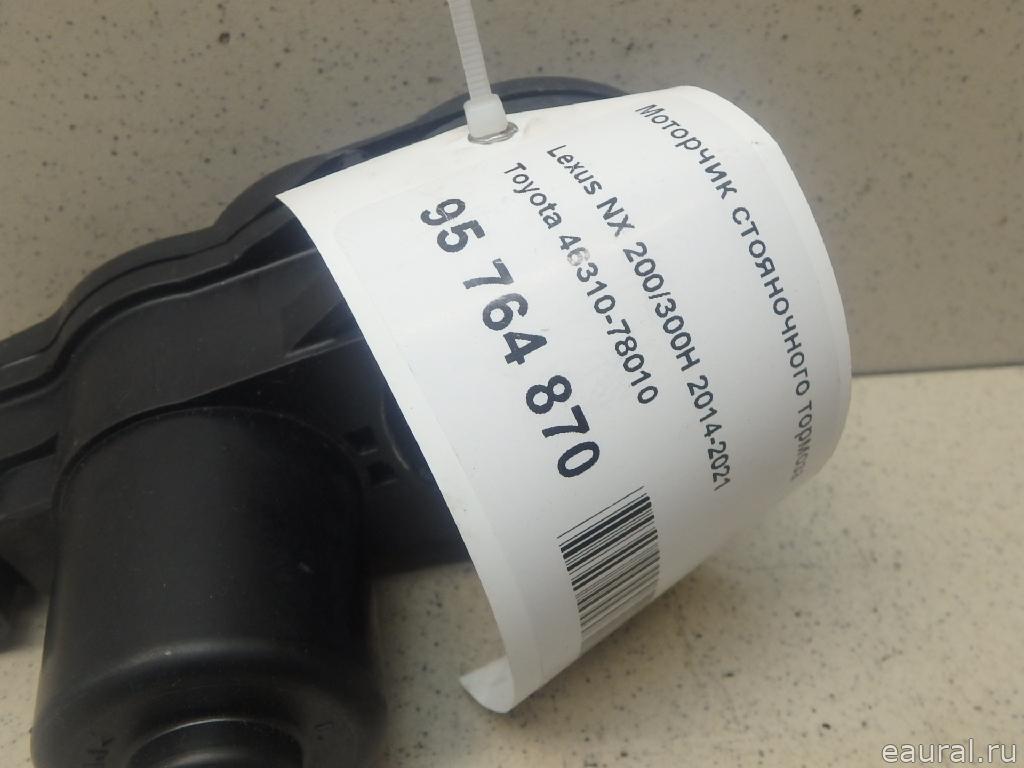 Моторчик стояночного тормоза
Lexus NX 200/300H 2014-2021
Toyota 46310-78010
95 764 870
eaural.ru